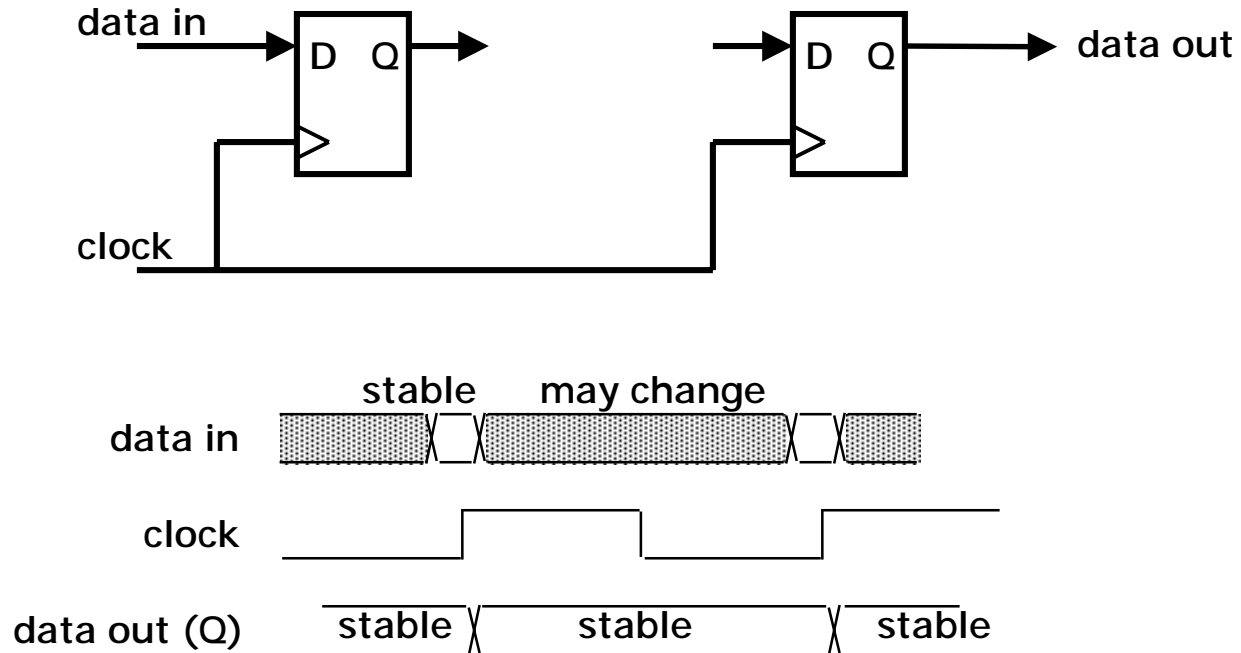 data in
D Q
D Q
data out
clock
stable may change
data in
clock
data out (Q)
stable stable stable